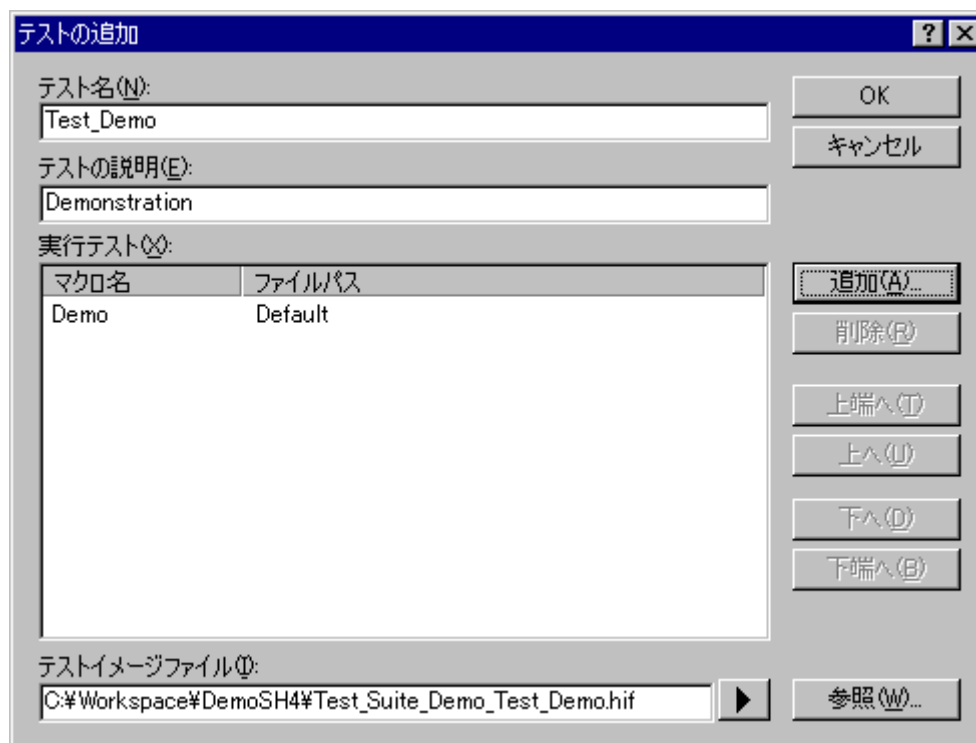 テストの追加
テスト名(N):
Test_Demo
テストの説明(E):
Demonstration
実行テスト(X):
マクロ名 ファイルパス
Demo Default
テストイメージファイル(I):
C:¥Workspace¥DemoSH4¥Test_Suite_Demo_Test_Demo.hif
OK
キャンセル
追加(A)...
削除(R)
上端へ(T)
上へ(U)
下へ(D)
下端へ(B)
参照(W)...